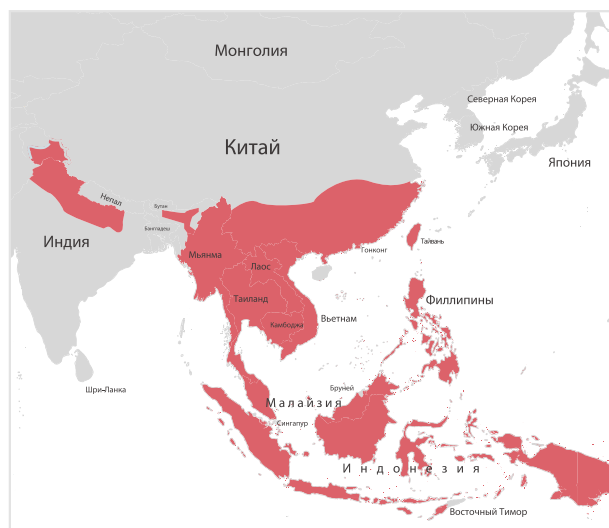 Монголия
Северная Корея
Китай
Южная Корея
Япония
Непал
Бутан
Бангладеш
Индия
Тайвань
Гонконг
Мьянма
Лаос
Таиланд
Филлипины
Вьетнам
Камбоджа
Шри-Ланка
Бруней
Малайзия
Сингапур
Индонезия
Восточный Тимор